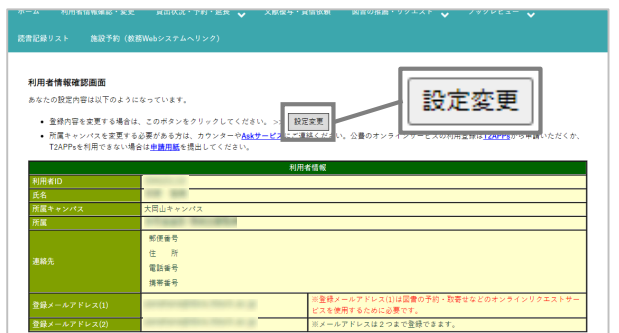 ホーム 利用者情報確認・変更 貸出状況・予約・延長 文献複写・貸借依頼 図書の推薦・リクエスト ブックレビュー
読書記録リスト 施設予約（教務Webシステムへリンク）
利用者情報確認画面
あなたの設定内容は以下のようになっています。
• 登録内容を変更する場合は、このボタンをクリックしてください。 >> 設定変更
設定変更
• 所属キャンパスを変更する必要がある方は、カウンターやAskサービスにご連絡ください。公費のオンラインサービスの利用登録はT2APPsから申請いただくか、
T2APPsを利用できない場合は申請用紙を提出してください。
利用者情報
利用者ID
氏名
所属キャンパス 大岡山キャンパス
所属
連絡先
郵便番号
住 所
電話番号
携帯番号
登録メールアドレス(1)
※登録メールアドレス(1)は図書の予約・取寄せなどのオンラインリクエストサー
ビスを使用するために必要です。
登録メールアドレス(2) ※メールアドレスは２つまで登録できます。